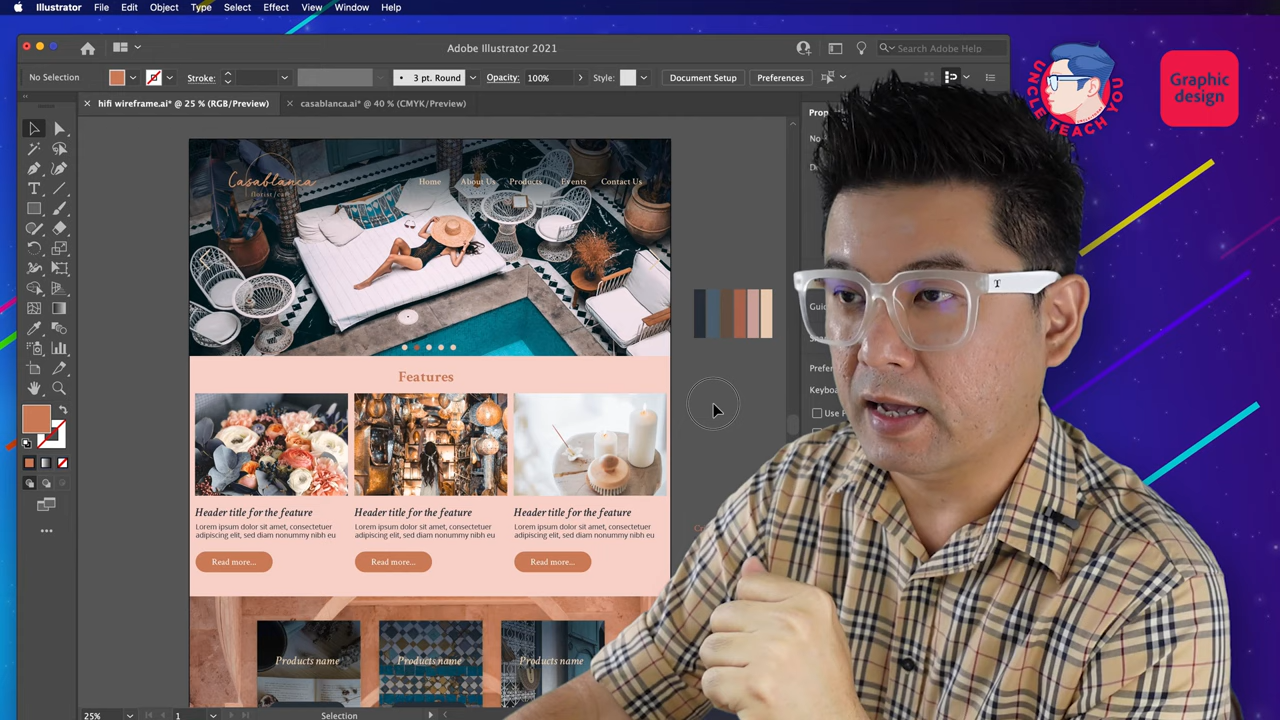 Illustrator File Edit Object Type Select Effect View Window Help
Adobe Illustrator 2021
Search Adobe Help
No Selection
Stroke:
3 pt. Round
Opacity: 100%
Style:
Document Setup
Preferences
hifi wireframe.ai* @ 25 % (RGB/Preview)
casablanca.ai* @ 40 % (CMYK/Preview)
UNCLE TEACH YOU
Graphic
design
Casablanca
florist/cafe
Home About Us Products Events Contact Us
Features
Header title for the feature
Lorem ipsum dolor sit amet, consectetuer
adipiscing elit, sed diam nonummy nibh eu
Read more...
Header title for the feature
Lorem ipsum dolor sit amet, consectetuer
adipiscing elit, sed diam nonummy nibh eu
Read more...
Header title for the feature
Lorem ipsum dolor sit amet, consectetuer
adipiscing elit, sed diam nonummy nibh eu
Read more...
Products name
Products name
Products name
T
25%
1
Selection